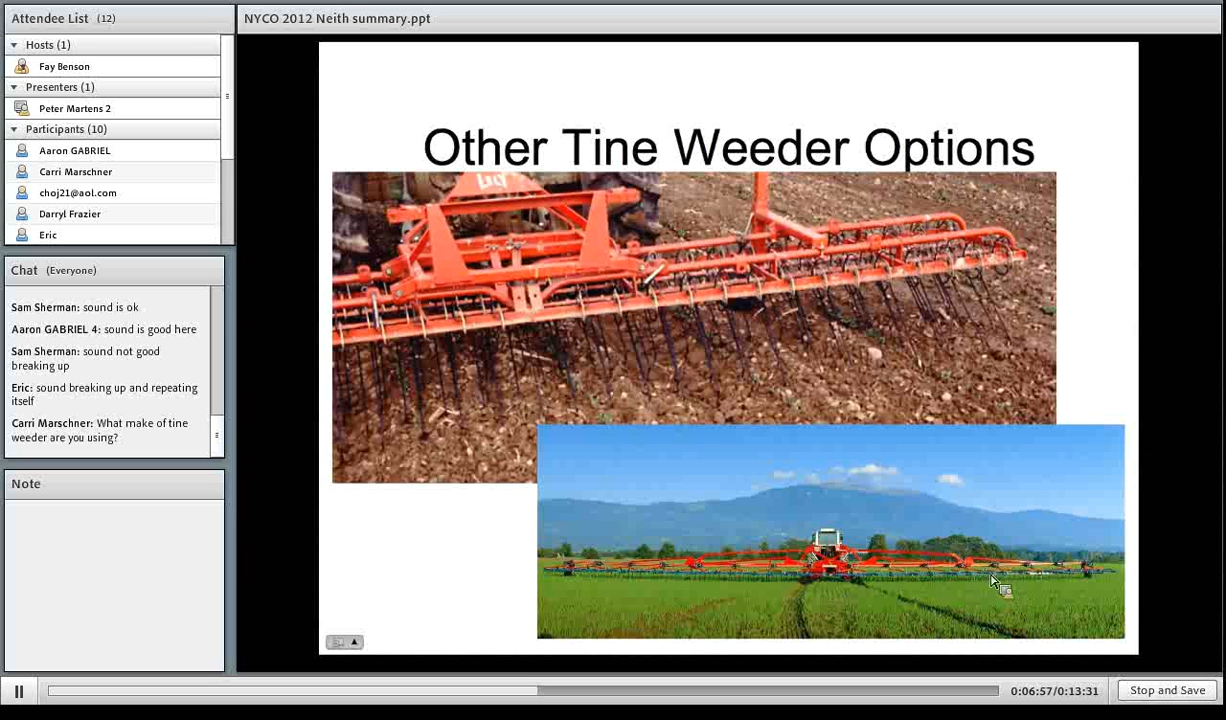 Attendee List (12)
Hosts (1)
Fay Benson
Presenters (1)
Peter Martens 2
Participants (10)
Aaron GABRIEL
Carri Marschner
choj21@aol.com
Darryl Frazier
Eric
Chat (Everyone)
Sam Sherman: sound is ok
Aaron GABRIEL 4: sound is good here
Sam Sherman: sound not good
breaking up
Eric: sound breaking up and repeating
itself
Carri Marschner: What make of tine
weeder are you using?
Note
NYCO 2012 Neith summary.ppt
Other Tine Weeder Options
0:06:57/0:13:31
Stop and Save